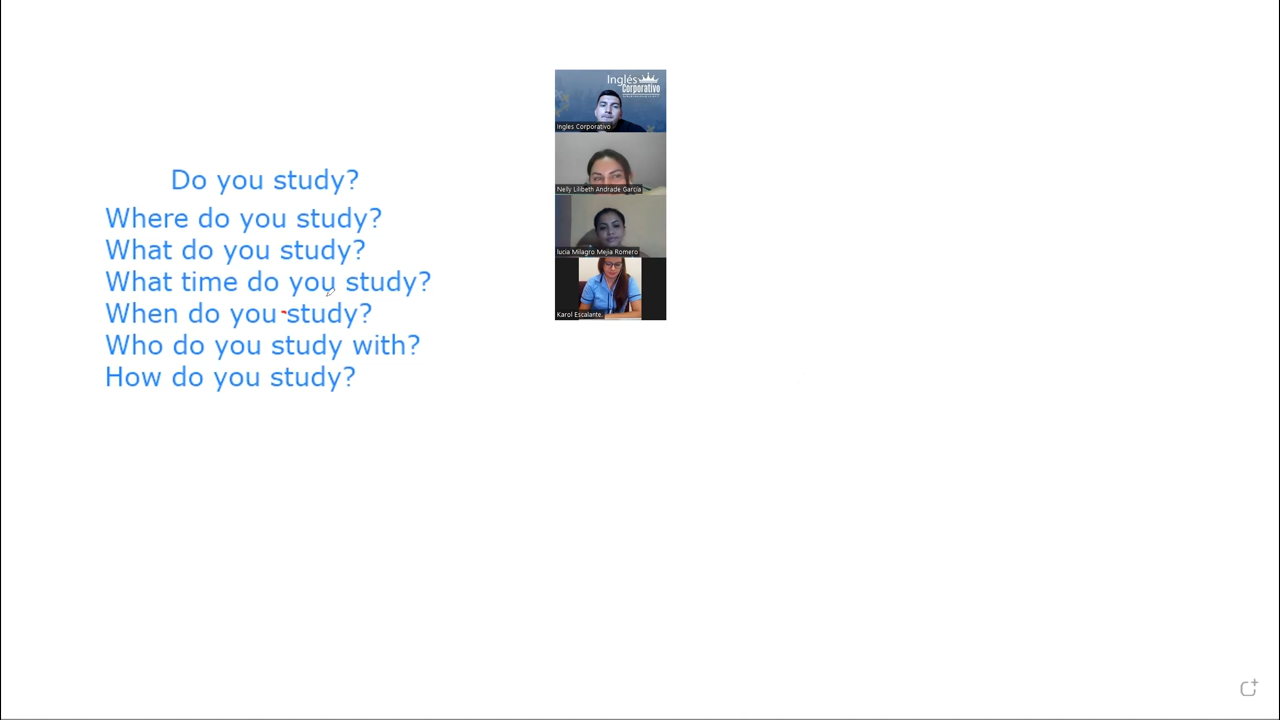 Do you study?
Where do you study?
What do you study?
What time do you study?
When do you study?
Who do you study with?
How do you study?
Inglés
Corporativo
Ingles Corporativo
Nelly Lilibeth Andrade García
lucia Milagro Mejia Romero
Karol Escalante.